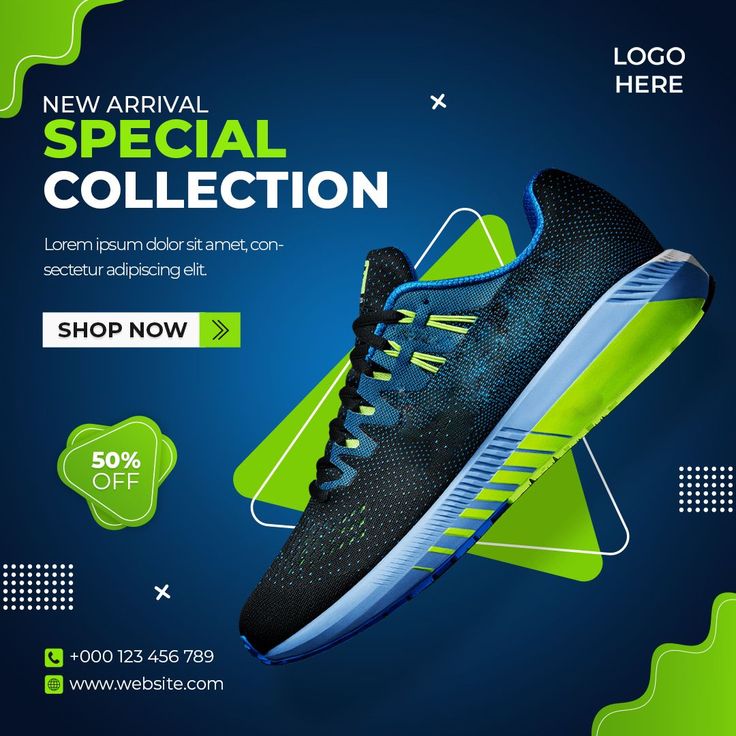 LOGO
HERE
NEW ARRIVAL
SPECIAL
COLLECTION
Lorem ipsum dolor sit amet, con-
sectetur adipiscing elit.
SHOP NOW
50%
OFF
+000 123 456 789
www.website.com